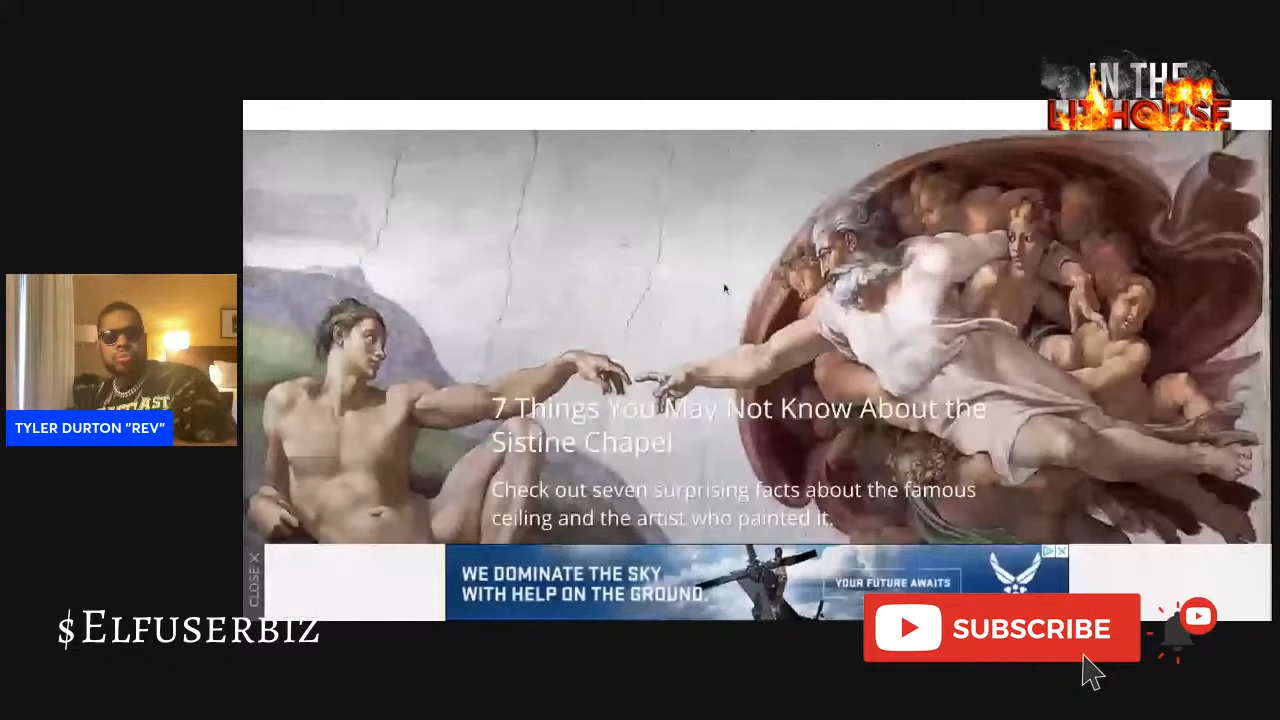 IN THE
LIT HOUSE
7 Things You May Not Know About the
Sistine Chapel
Check out seven surprising facts about the famous
ceiling and the artist who painted it.
TYLER DURTON "REV"
CLOSE X
WE DOMINATE THE SKY
WITH HELP ON THE GROUND.
YOUR FUTURE AWAITS
$ELFUSERBIZ
SUBSCRIBE